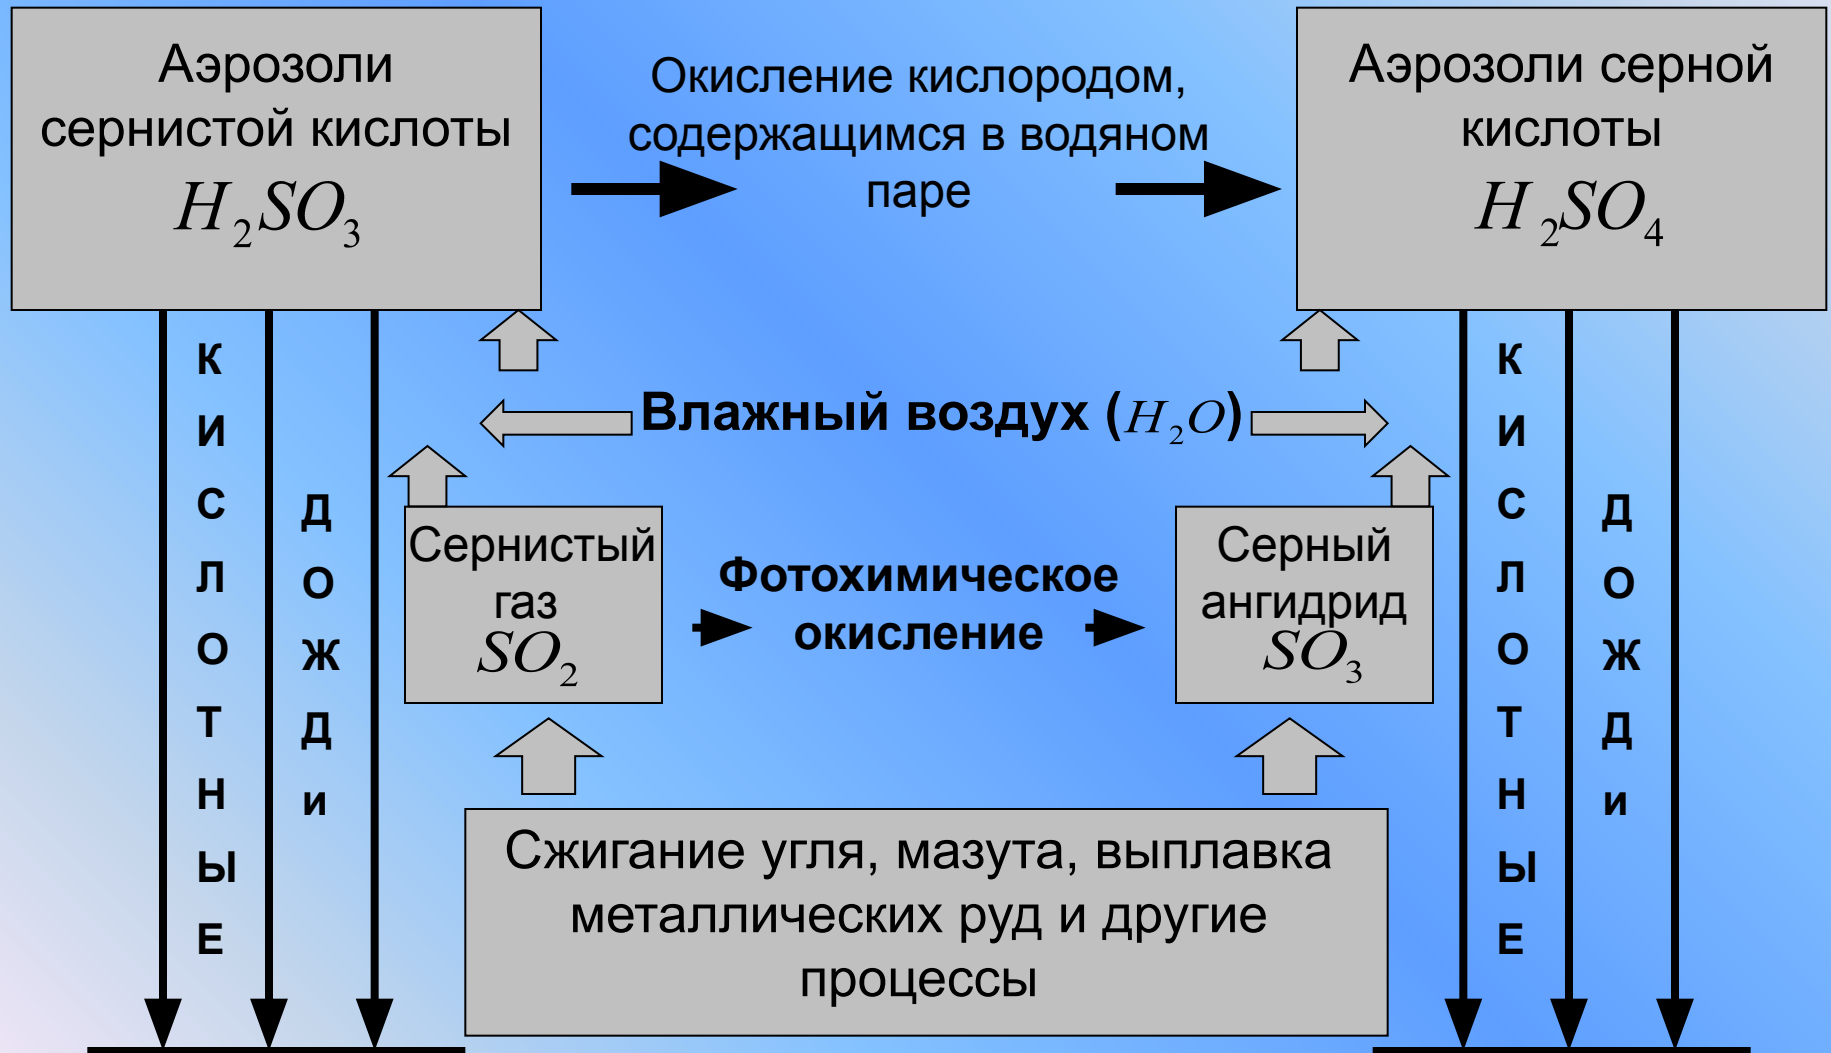 Аэрозоли
сернистой кислоты
H₂SO₃
Окисление кислородом,
содержащимся в водяном
паре
Аэрозоли серной
кислоты
H₂SO₄
КИСЛОТНЫЕ
ДОЖДи
Влажный воздух (H₂O)
КИСЛОТНЫЕ
ДОЖДи
Сернистый
газ
SO₂
Фотохимическое
окисление
Серный
ангидрид
SO₃
Сжигание угля, мазута, выплавка
металлических руд и другие
процессы